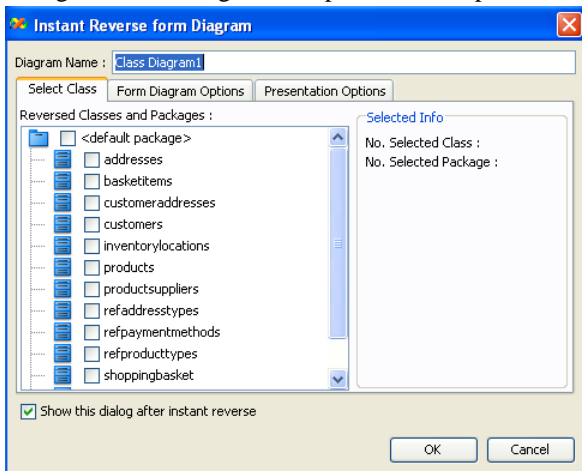 Instant Reverse form Diagram
Diagram Name : Class Diagram1
Select Class Form Diagram Options Presentation Options
Reversed Classes and Packages :
<default package>
addresses
basketitems
customeraddresses
customers
inventorylocations
products
productsuppliers
refaddresstypes
refpaymentmethods
refproducttypes
shoppingbasket
Selected Info
No. Selected Class :
No. Selected Package :
Show this dialog after instant reverse
OK Cancel